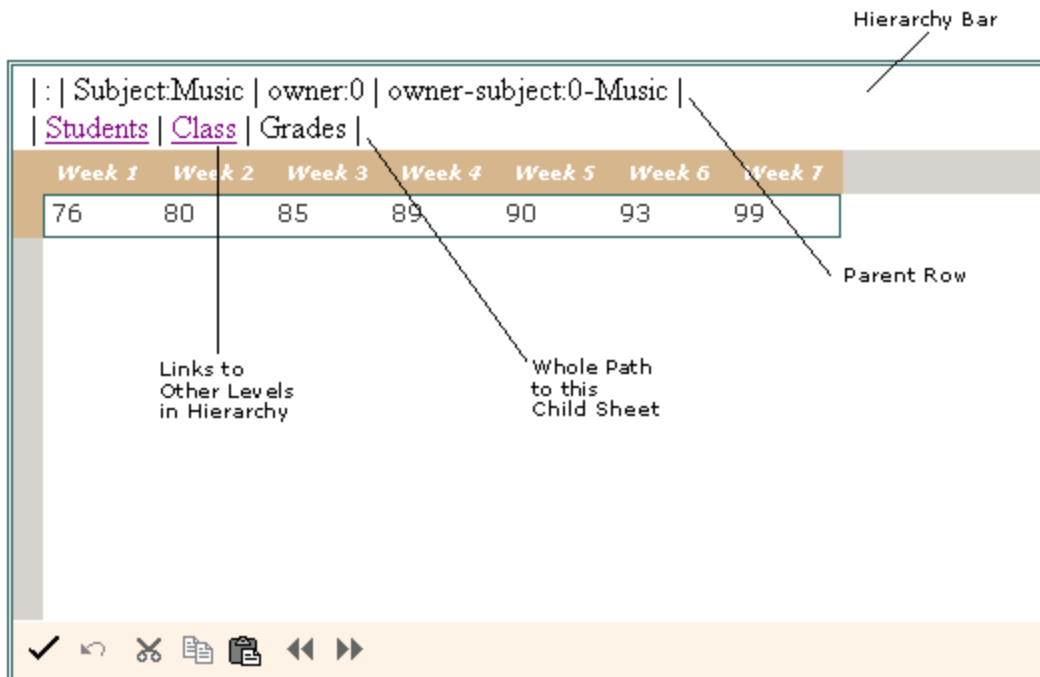 Hierarchy Bar
| : | Subject:Music | owner:0 | owner-subject:0-Music |
| Students | Class | Grades |
Week 1 Week 2 Week 3 Week 4 Week 5 Week 6 Week 7
76 80 85 89 90 93 99
Parent Row
Links to
Other Levels
in Hierarchy
Whole Path
to this
Child Sheet